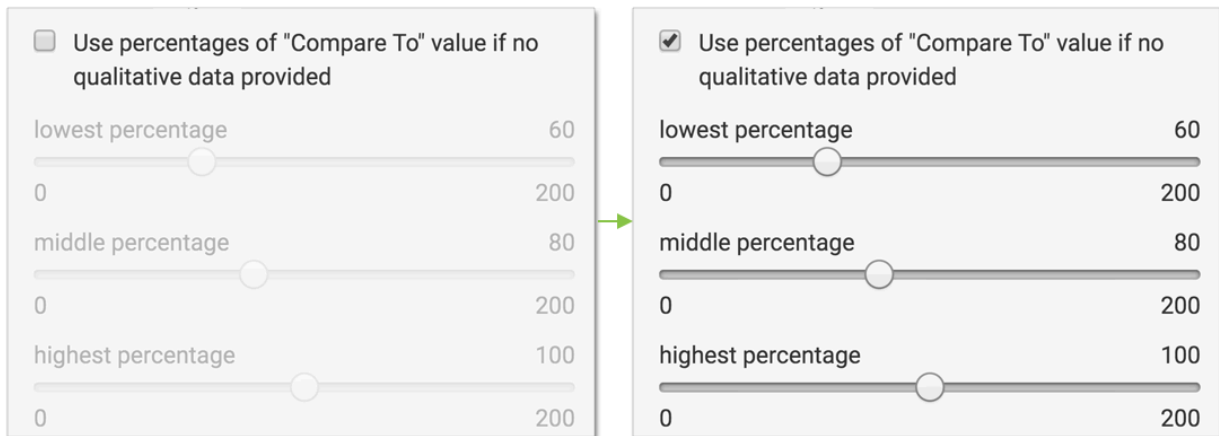 Use percentages of "Compare To" value if no
qualitative data provided
lowest percentage 60
0 200
middle percentage 80
0 200
highest percentage 100
0 200
Use percentages of "Compare To" value if no
qualitative data provided
lowest percentage 60
0 200
middle percentage 80
0 200
highest percentage 100
0 200